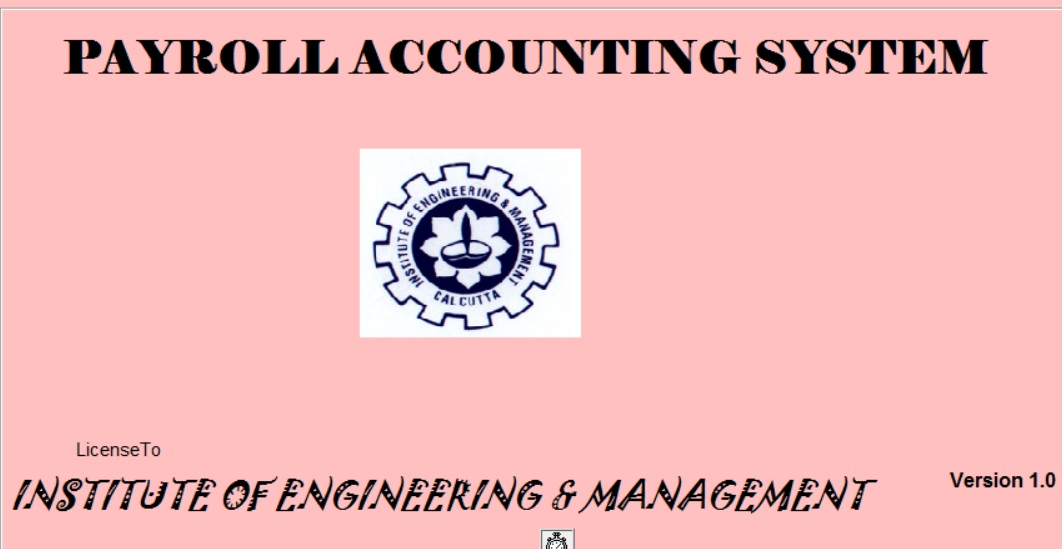 PAYROLL ACCOUNTING SYSTEM
INSTITUTE OF ENGINEERING & MANAGEMENT
CALCUTTA
LicenseTo
INSTITUTE OF ENGINEERING & MANAGEMENT
Version 1.0